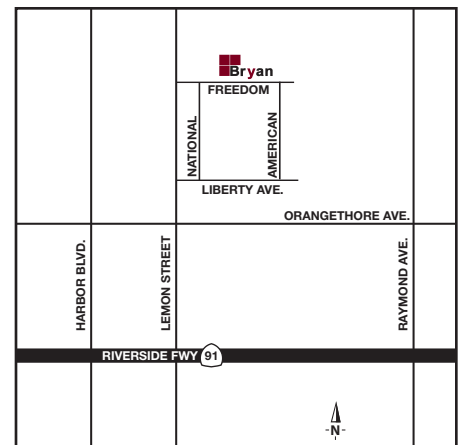 Bryan
FREEDOM
NATIONAL
AMERICAN
LIBERTY AVE.
ORANGETHORE AVE.
HARBOR BLVD.
LEMON STREET
RAYMOND AVE.
RIVERSIDE FWY 91
-N-